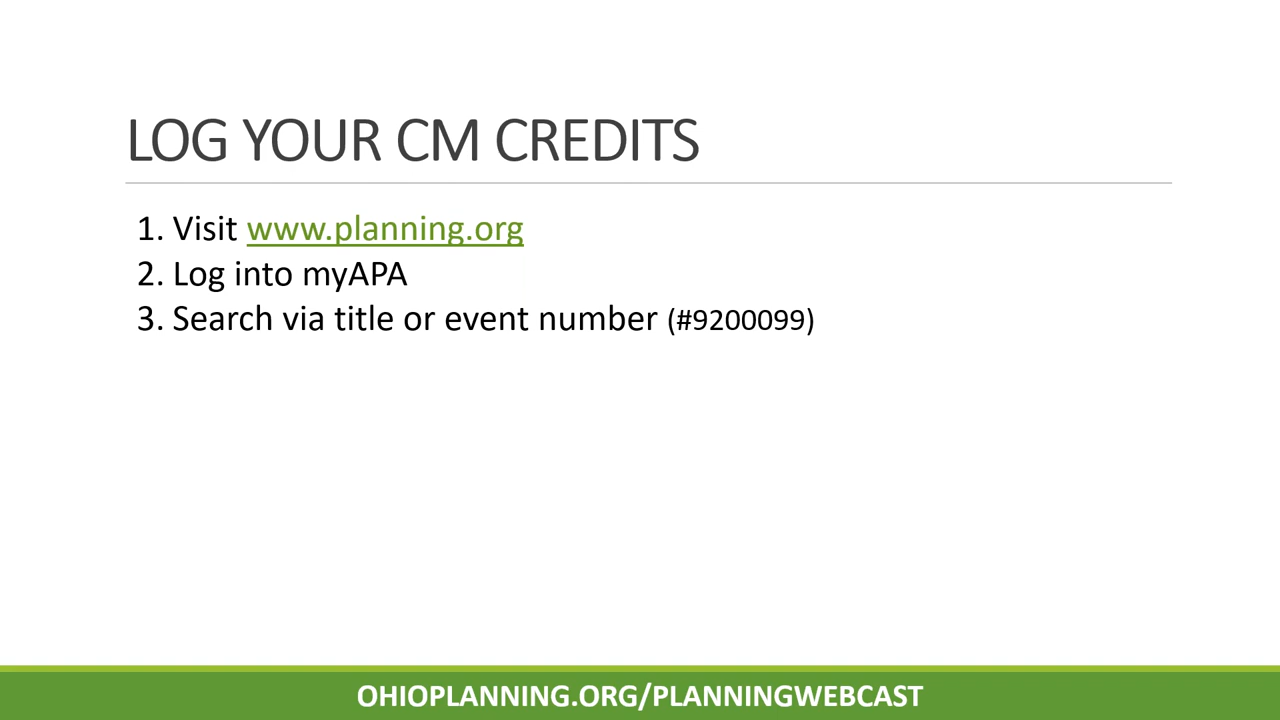 LOG YOUR CM CREDITS
1. Visit www.planning.org
2. Log into myAPA
3. Search via title or event number (#9200099)
OHIOPLANNING.ORG/PLANNINGWEBCAST